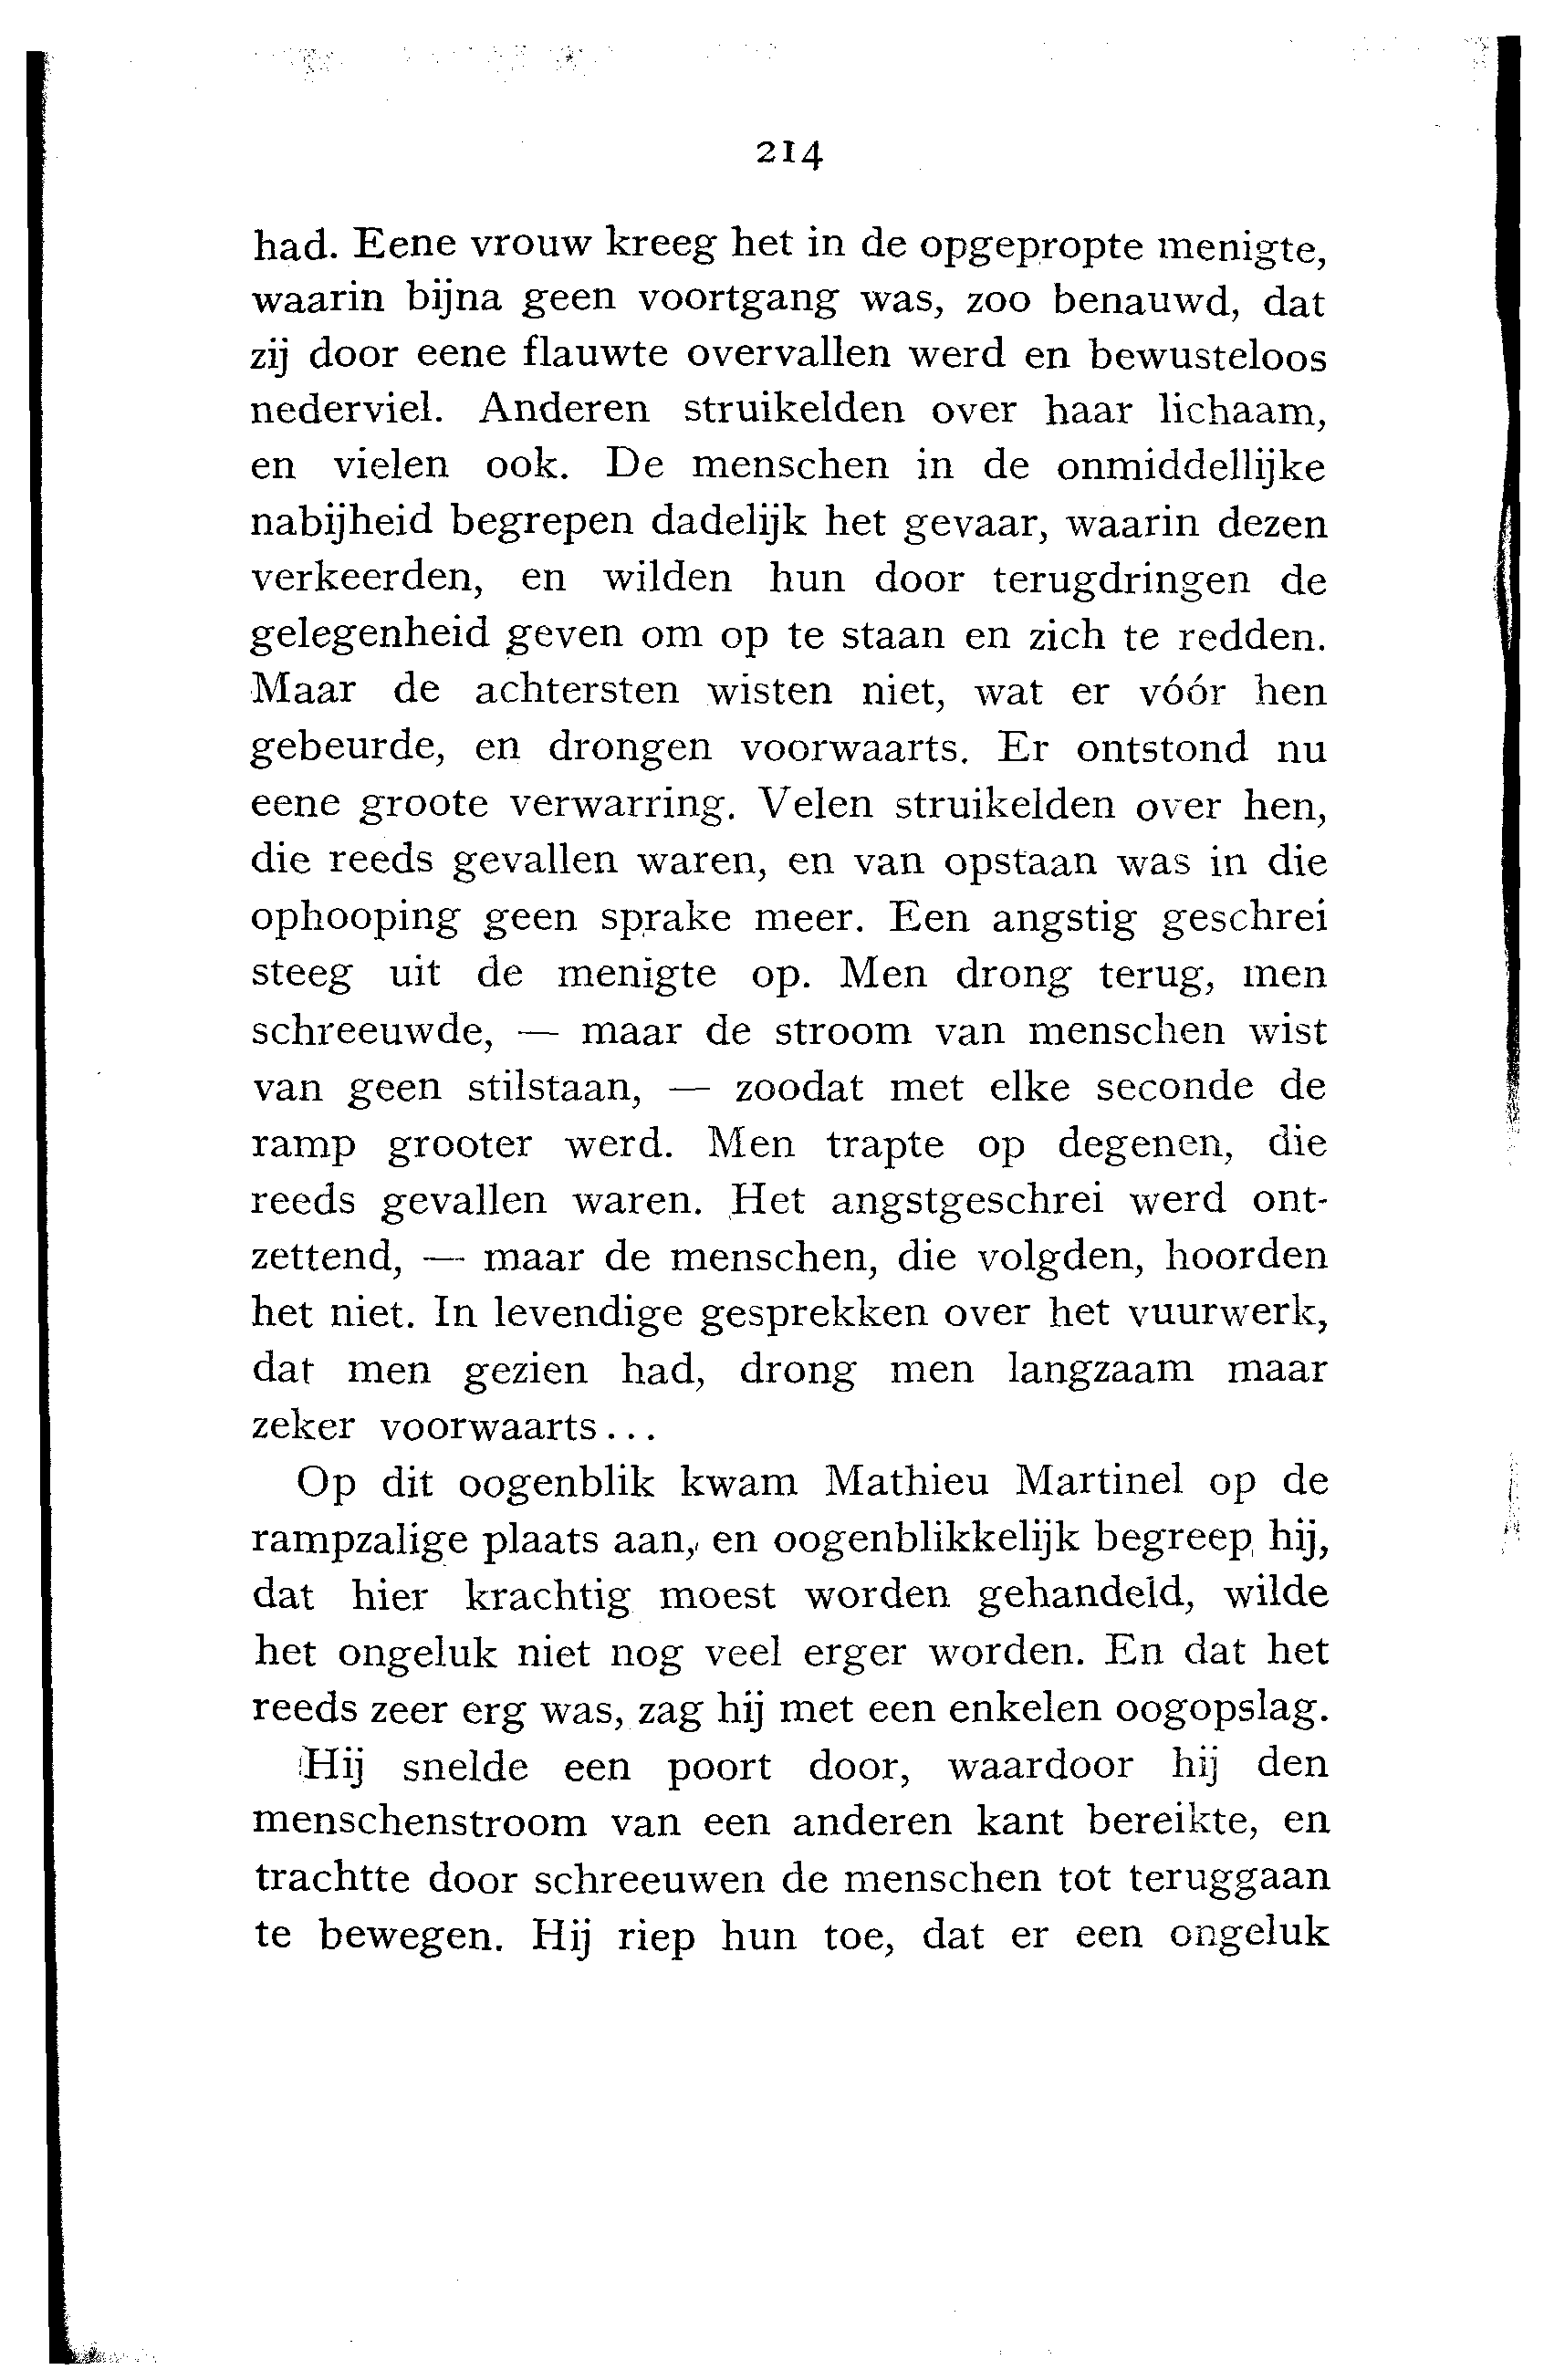 214
had. Eene vrouw kreeg het in de opgepropte menigte,
waarin bijna geen voortgang was, zoo benauwd, dat
zij door eene flauwte overvallen werd en bewusteloos
nederviel. Anderen struikelden over haar lichaam,
en vielen ook. De menschen in de onmiddellijke
nabijheid begrepen dadelijk het gevaar, waarin dezen
verkeerden, en wilden hun door terugdringen de
gelegenheid geven om op te staan en zich te redden.
Maar de achtersten wisten niet, wat er vóór hen
gebeurde, en drongen voorwaarts. Er ontstond nu
eene groote verwarring. Velen struikelden over hen,
die reeds gevallen waren, en van opstaan was in die
ophooping geen sprake meer. Een angstig geschrei
steeg uit de menigte op. Men drong terug, men
schreeuwde, — maar de stroom van menschen wist
van geen stilstaan, — zoodat met elke seconde de
ramp grooter werd. Men trapte op degenen, die
reeds gevallen waren. Het angstgeschrei werd ont-
zettend, — maar de menschen, die volgden, hoorden
het niet. In levendige gesprekken over het vuurwerk,
dat men gezien had, drong men langzaam maar
zeker voorwaarts...
Op dit oogenblik kwam Mathieu Martinel op de
rampzalige plaats aan, en oogenblikkelijk begreep hij,
dat hier krachtig moest worden gehandeld, wilde
het ongeluk niet nog veel erger worden. En dat het
reeds zeer erg was, zag hij met een enkelen oogopslag.
Hij snelde een poort door, waardoor hij den
menschenstroom van een anderen kant bereikte, en
trachtte door schreeuwen de menschen tot teruggaan
te bewegen. Hij riep hun toe, dat er een ongeluk